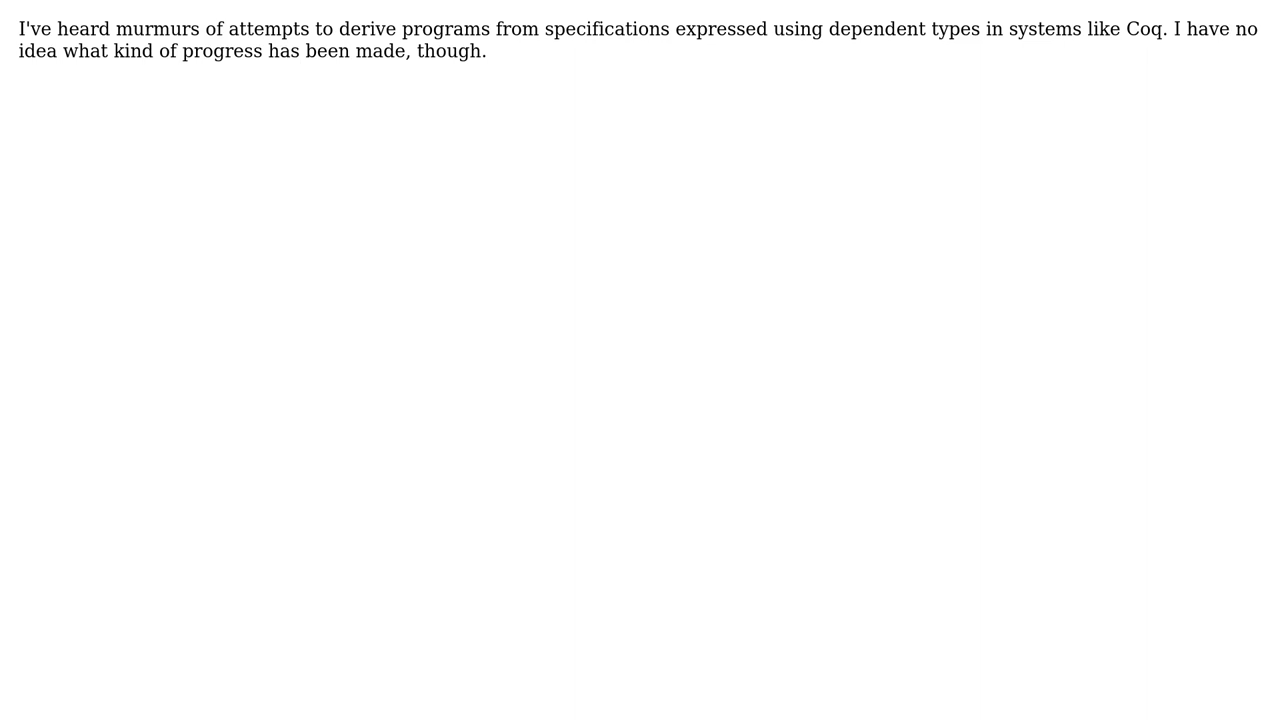 I've heard murmurs of attempts to derive programs from specifications expressed using dependent types in systems like Coq. I have no
idea what kind of progress has been made, though.